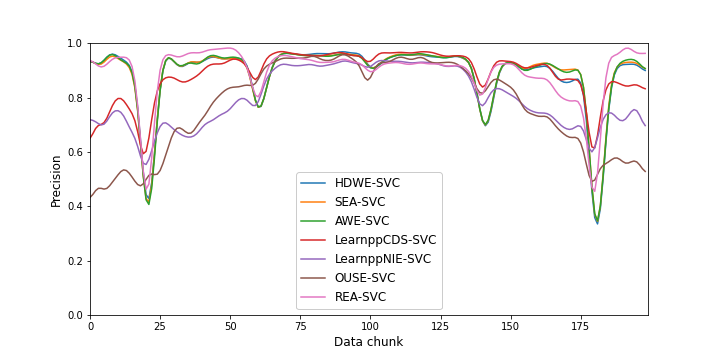 1.0
0.8
0.6
0.4
0.2
0.0
Precision
HDWE-SVC
SEA-SVC
AWE-SVC
LearnppCDS-SVC
LearnppNIE-SVC
OUSE-SVC
REA-SVC
0 25 50 75 100 125 150 175
Data chunk